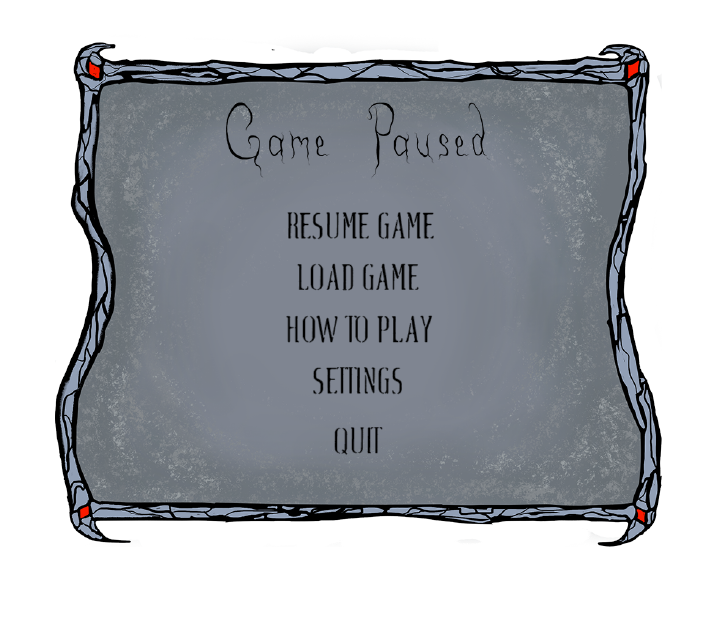 Game Paused
RESUME GAME
LOAD GAME
HOW TO PLAY
SETTINGS
QUIT